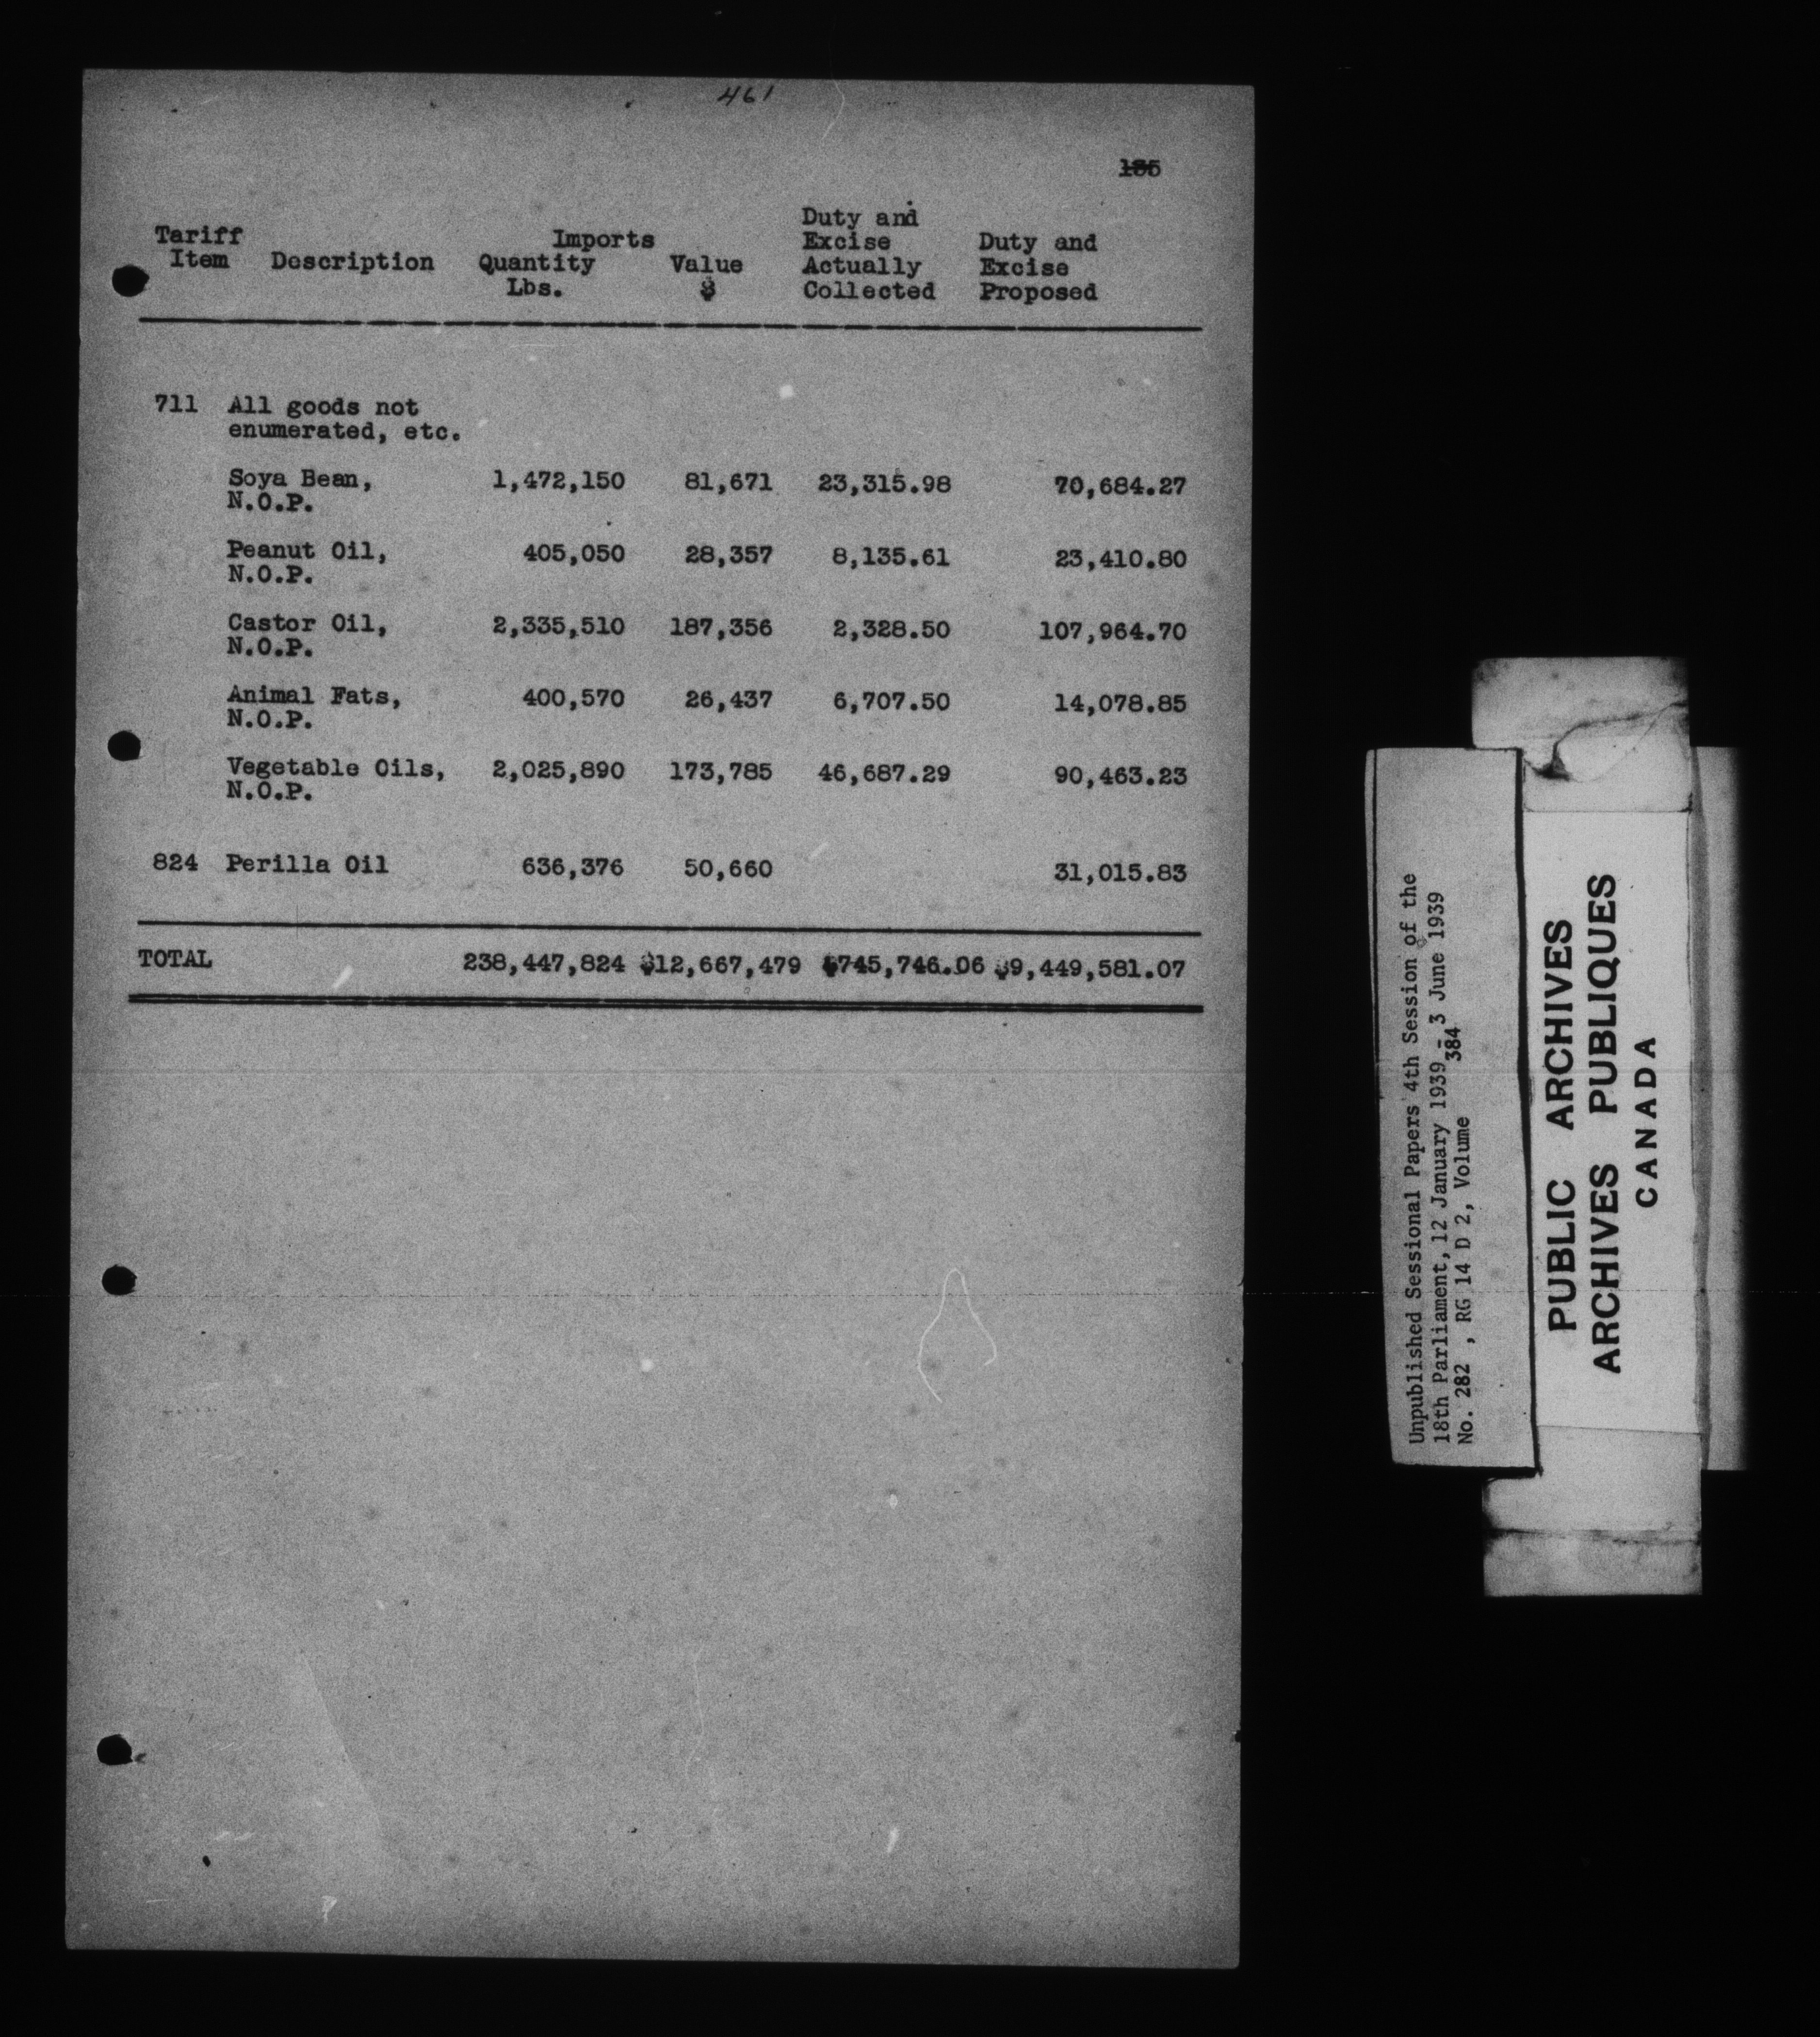 461
185
Duty and
Tariff Imports Excise Duty and
Item Description Quantity Value Actually Excise
Lbs. $ Collected Proposed
711 All goods not
enumerated, etc.
Soya Bean, 1,472,150 81,671 23,315.98 70,684.27
N.O.P.
Peanut Oil, 405,050 28,357 8,135.61 23,410.80
N.O.P.
Castor Oil, 2,335,510 187,356 2,328.50 107,964.70
N.O.P.
Animal Fats, 400,570 26,437 6,707.50 14,078.85
N.O.P.
Vegetable Oils, 2,025,890 173,785 46,687.29 90,463.23
N.O.P.
824 Perilla Oil 636,376 50,660 31,015.83
TOTAL 238,447,824 $12,667,479 $745,746.06 $9,449,581.07
Unpublished Sessional Papers 4th Session of the
18th Parliament, 12 January 1939 - 3 June 1939
No. 282 , RG 14 D 2, Volume 384
PUBLIC ARCHIVES
ARCHIVES PUBLIQUES
CANADA